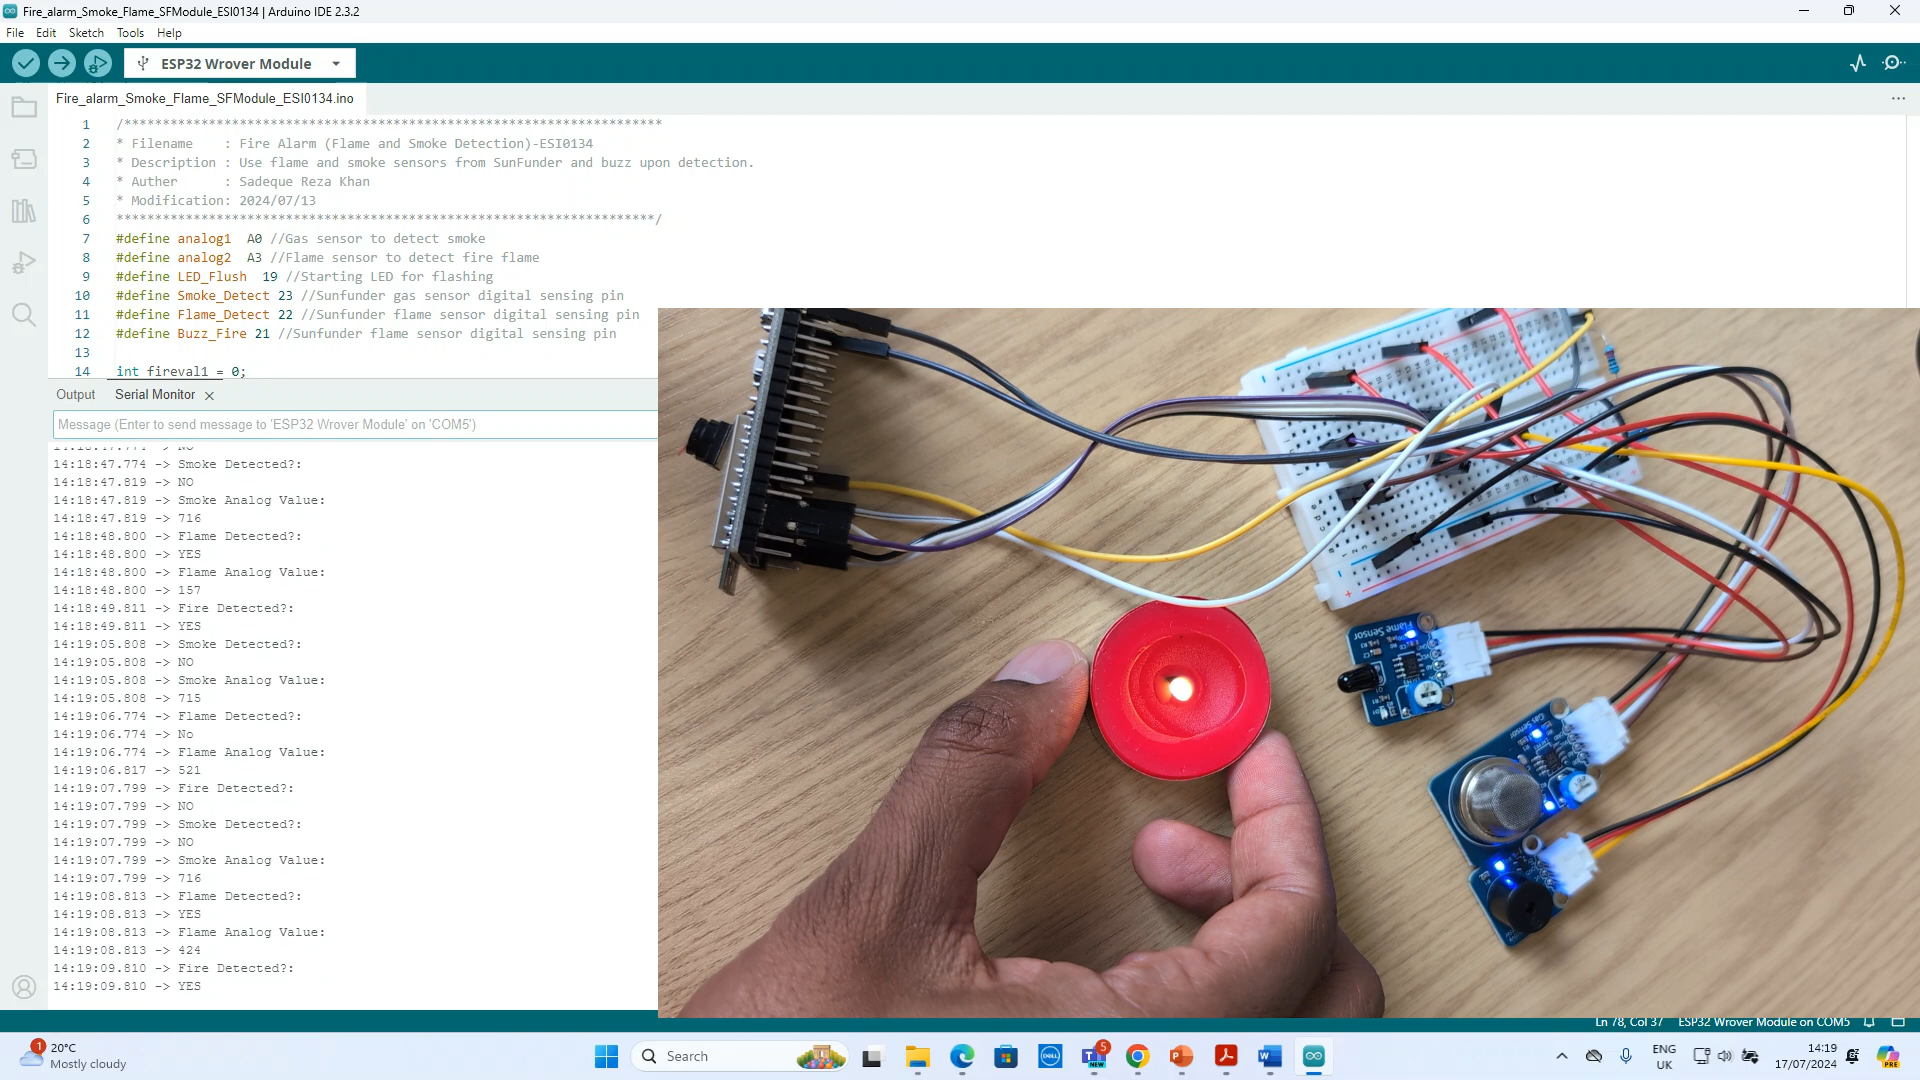 Fire_alarm_Smoke_Flame_SFModule_ESI0134 | Arduino IDE 2.3.2
File Edit Sketch Tools Help
ESP32 Wrover Module
Fire_alarm_Smoke_Flame_SFModule_ESI0134.ino
1 /**********************************************************************
2 * Filename    : Fire Alarm (Flame and Smoke Detection)-ESI0134
3 * Description : Use flame and smoke sensors from SunFunder and buzz upon detection.
4 * Auther      : Sadeque Reza Khan
5 * Modification: 2024/07/13
6 **********************************************************************/
7 #define analog1  A0 //Gas sensor to detect smoke
8 #define analog2  A3 //Flame sensor to detect fire flame
9 #define LED_Flush  19 //Starting LED for flashing
10 #define Smoke_Detect 23 //Sunfunder gas sensor digital sensing pin
11 #define Flame_Detect 22 //Sunfunder flame sensor digital sensing pin
12 #define Buzz_Fire 21 //Sunfunder flame sensor digital sensing pin
13
14 int fireval1 = 0;
Output Serial Monitor
Message (Enter to send message to 'ESP32 Wrover Module' on 'COM5')
14:18:47.774 -> Smoke Detected?:
14:18:47.819 -> NO
14:18:47.819 -> Smoke Analog Value:
14:18:47.819 -> 716
14:18:48.800 -> Flame Detected?:
14:18:48.800 -> YES
14:18:48.800 -> Flame Analog Value:
14:18:48.800 -> 157
14:18:49.811 -> Fire Detected?:
14:18:49.811 -> YES
14:19:05.808 -> Smoke Detected?:
14:19:05.808 -> NO
14:19:05.808 -> Smoke Analog Value:
14:19:05.808 -> 715
14:19:06.774 -> Flame Detected?:
14:19:06.774 -> No
14:19:06.774 -> Flame Analog Value:
14:19:06.817 -> 521
14:19:07.799 -> Fire Detected?:
14:19:07.799 -> NO
14:19:07.799 -> Smoke Detected?:
14:19:07.799 -> NO
14:19:07.799 -> Smoke Analog Value:
14:19:07.799 -> 716
14:19:08.813 -> Flame Detected?:
14:19:08.813 -> YES
14:19:08.813 -> Flame Analog Value:
14:19:08.813 -> 424
14:19:09.810 -> Fire Detected?:
14:19:09.810 -> YES
Flame Sensor
Gas Sensor
Ln 78, Col 37 ESP32 Wrover Module on COM5
1
20°C
Mostly cloudy
Search
DELL
5
NEW
ENG
UK
14:19
17/07/2024
PRE